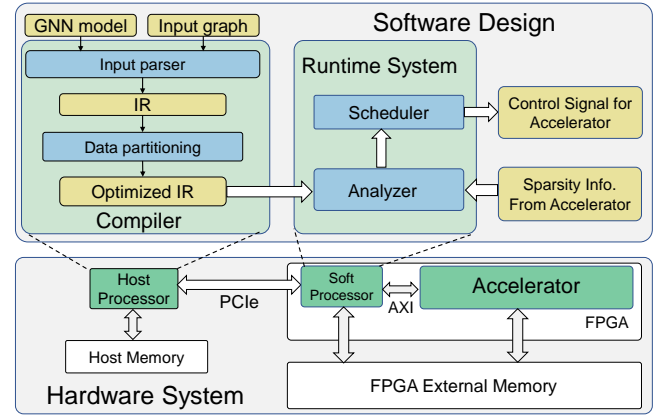 GNN model
Input graph
Software Design
Input parser
Runtime System
IR
Scheduler
Control Signal for
Accelerator
Data partitioning
Optimized IR
Analyzer
Sparsity Info.
From Accelerator
Compiler
Host
Processor
PCIe
Soft
Processor
AXI
Accelerator
FPGA
Host Memory
FPGA External Memory
Hardware System